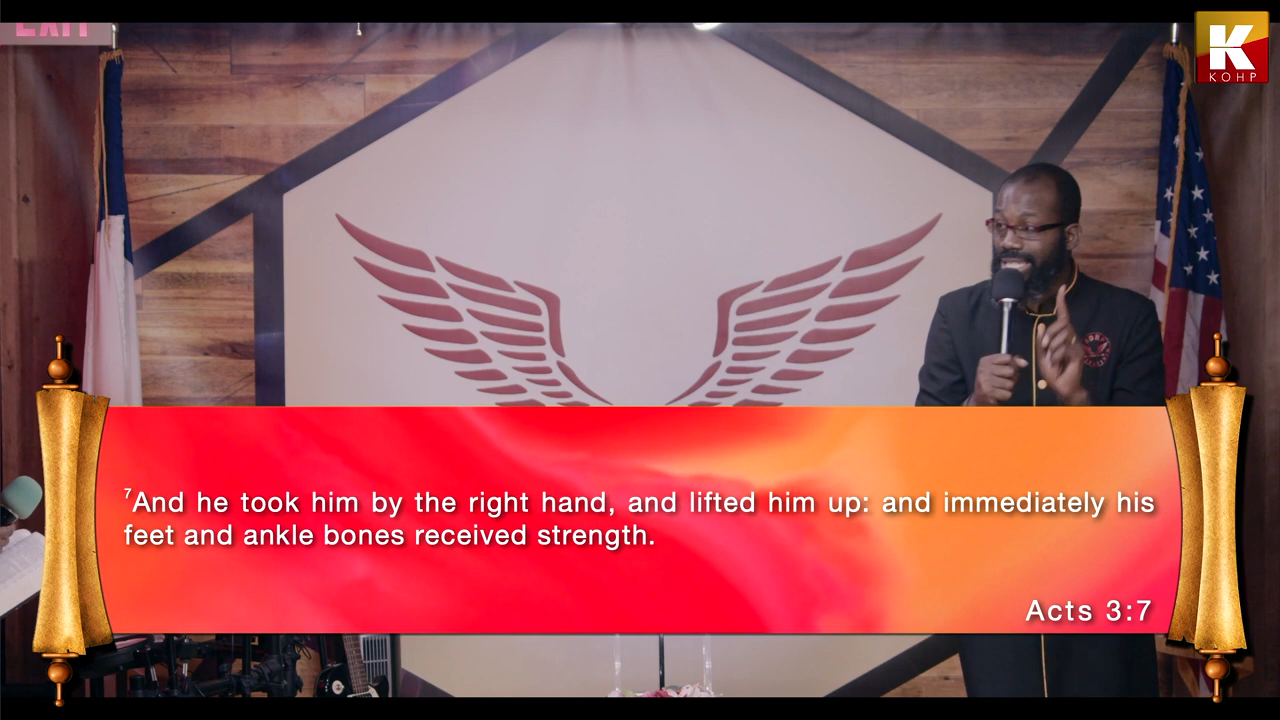 EXIT
K
KOHP
7And he took him by the right hand, and lifted him up: and immediately his
feet and ankle bones received strength.
Acts 3:7